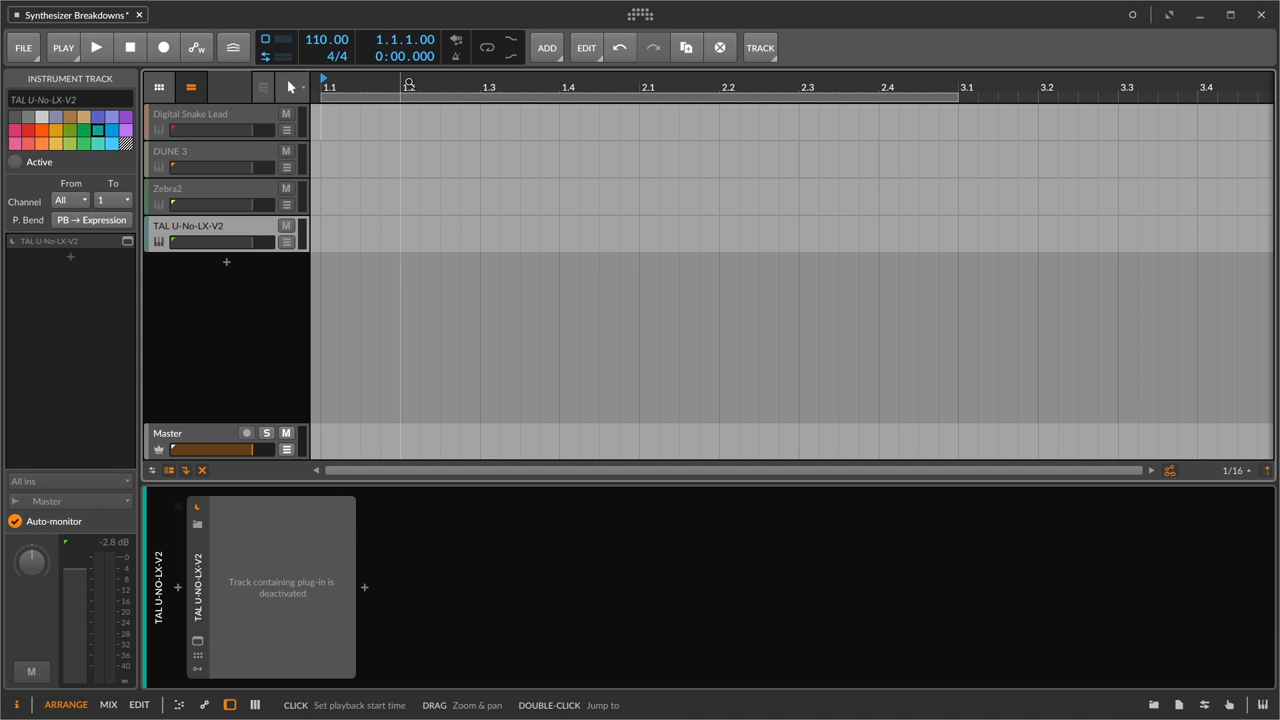 Synthesizer Breakdowns*
FILE
PLAY
110.00
4/4
1.1.1.00
0:00.000
ADD
EDIT
TRACK
INSTRUMENT TRACK
TAL U-No-LX-V2
Active
From To
Channel All 1
P. Bend PB → Expression
TAL U-No-LX-V2
All ins
Master
Auto-monitor
-2.8 dB
0
4
8
12
16
20
24
28
32
36
40
∞
M
1.1 1.2 1.3 1.4 2.1 2.2 2.3 2.4 3.1 3.2 3.3 3.4
Digital Snake Lead M
DUNE 3 M
Zebra2 M
TAL U-No-LX-V2 M
Master S M
1/16
TAL U-NO-LX-V2
TAL U-NO-LX-V2
Track containing plug-in is
deactivated
i ARRANGE MIX EDIT CLICK Set playback start time DRAG Zoom & pan DOUBLE-CLICK Jump to